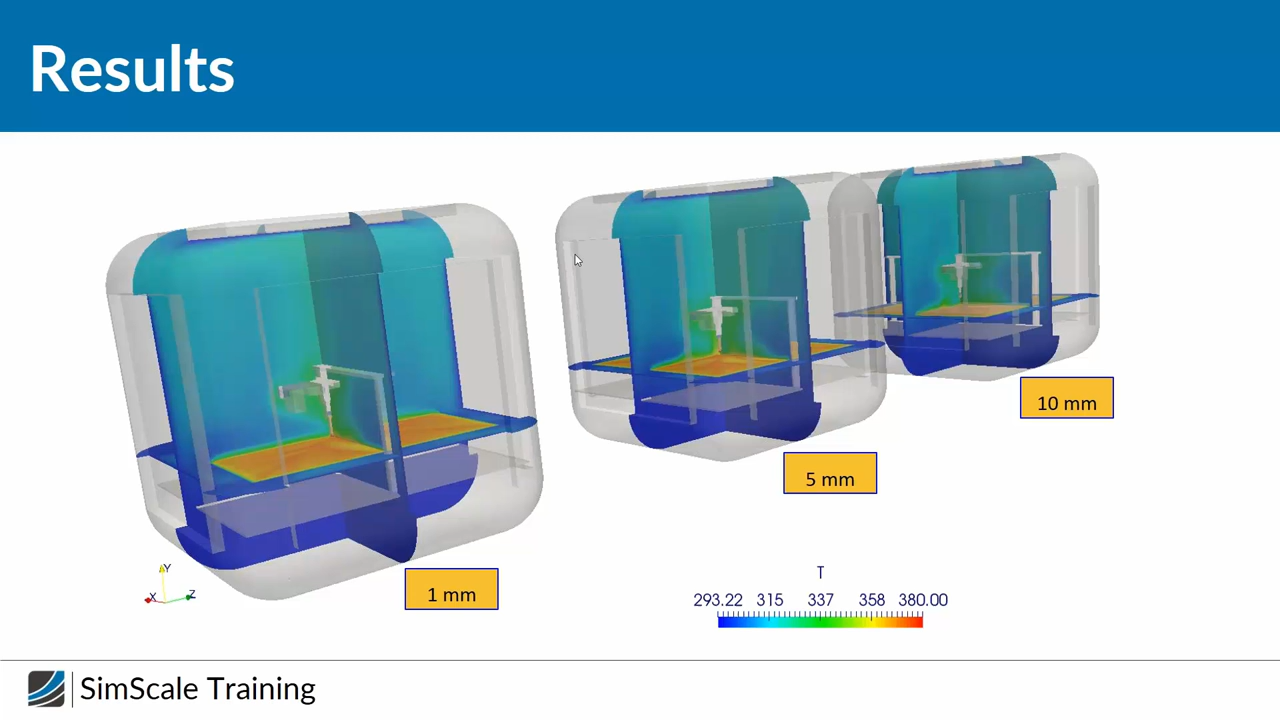 Results
10 mm
5 mm
1 mm
Y
X
Z
T
293.22 315 337 358 380.00
SimScale Training